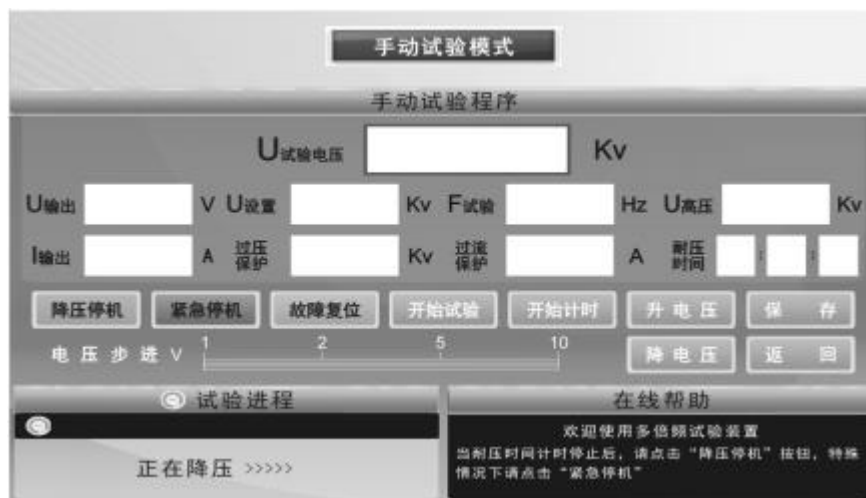 手动试验模式
手动试验程序
U试验电压 Kv
U输出 V U设置 Kv F试验 Hz U高压 Kv
I输出 A 过压保护 Kv 过流保护 A 耐压时间 : :
降压停机 紧急停机 故障复位 开始试验 开始计时 升电压 保存
电压步进 V 1 2 5 10 降电压 返回
试验进程 在线帮助
欢迎使用多倍频试验装置
正在降压 >>>>>
当耐压时间计时停止后，请点击“降压停机”按钮，特殊
情况下请点击“紧急停机”